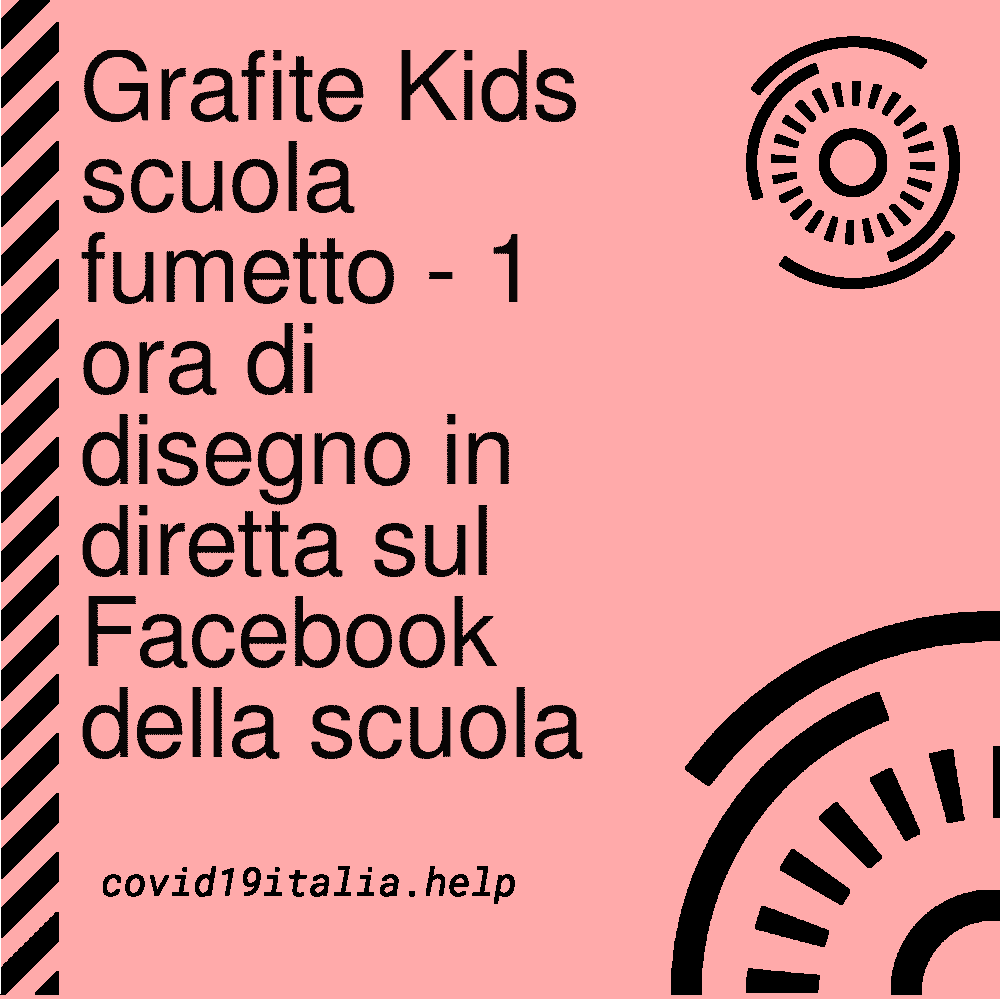 Grafite Kids
scuola
fumetto - 1
ora di
disegno in
diretta sul
Facebook
della scuola
covid19italia.help